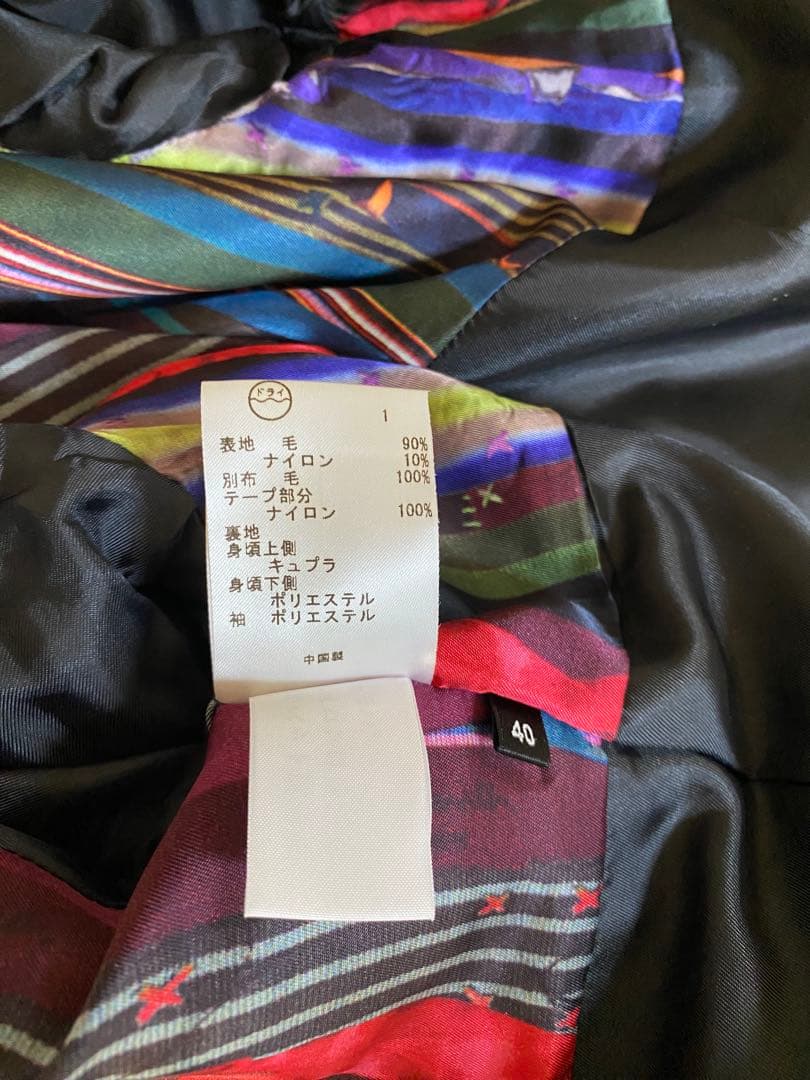 ドライ
1
表地 毛 90%
ナイロン 10%
別布 毛 100%
テープ部分
ナイロン 100%
裏地
身頃上側
キュプラ
身頃下側
ポリエステル
袖 ポリエステル
中国製
40